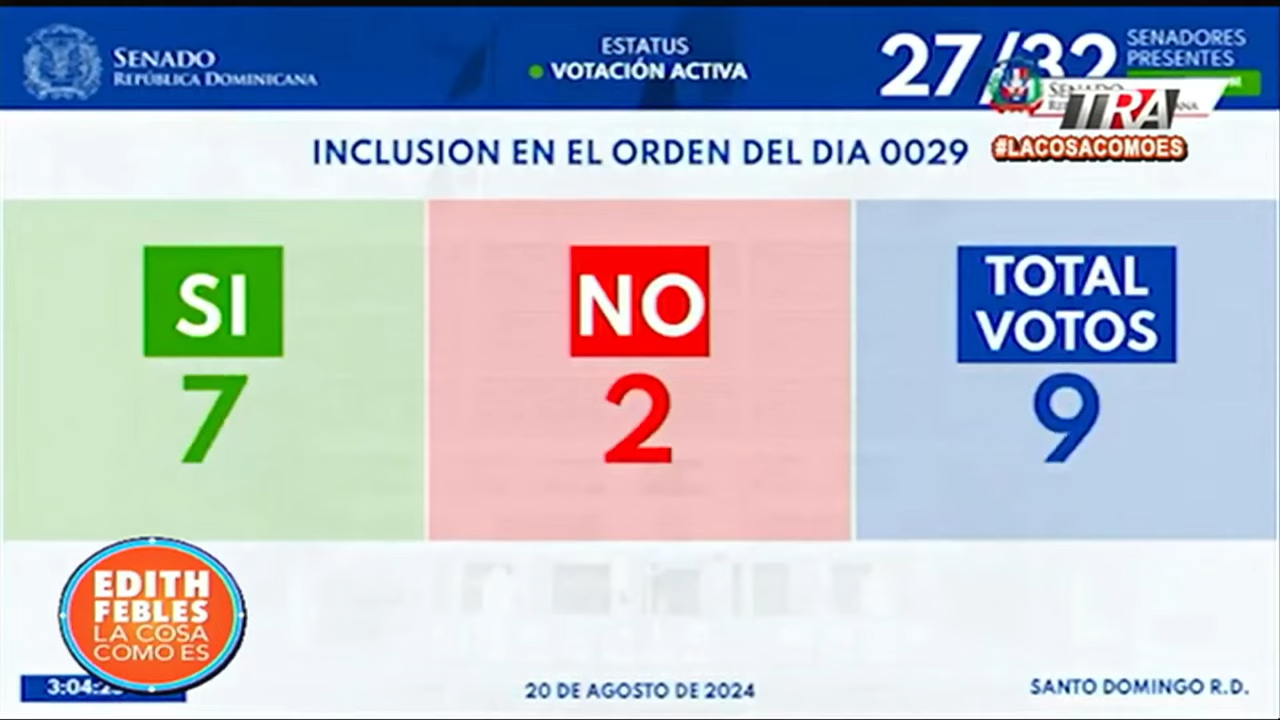 SENADO
REPÚBLICA DOMINICANA
ESTATUS
VOTACIÓN ACTIVA
27/32
SENADORES
PRESENTES
TRA
#LACOSACOMOES
INCLUSION EN EL ORDEN DEL DIA 0029
SI
7
NO
2
TOTAL
VOTOS
9
EDITH
FEBLES
LA COSA
COMO ES
20 DE AGOSTO DE 2024
SANTO DOMINGO R.D.